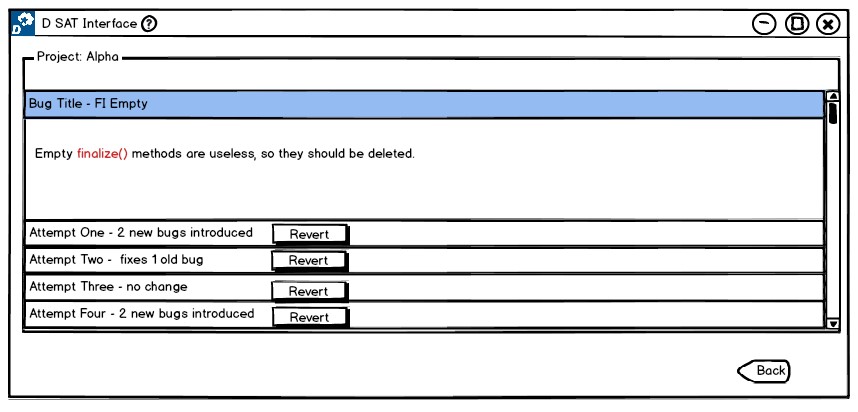 D SAT Interface ?
Project: Alpha
Bug Title - FI Empty
Empty finalize() methods are useless, so they should be deleted.
Attempt One - 2 new bugs introduced Revert
Attempt Two - fixes 1 old bug Revert
Attempt Three - no change Revert
Attempt Four - 2 new bugs introduced Revert
Back